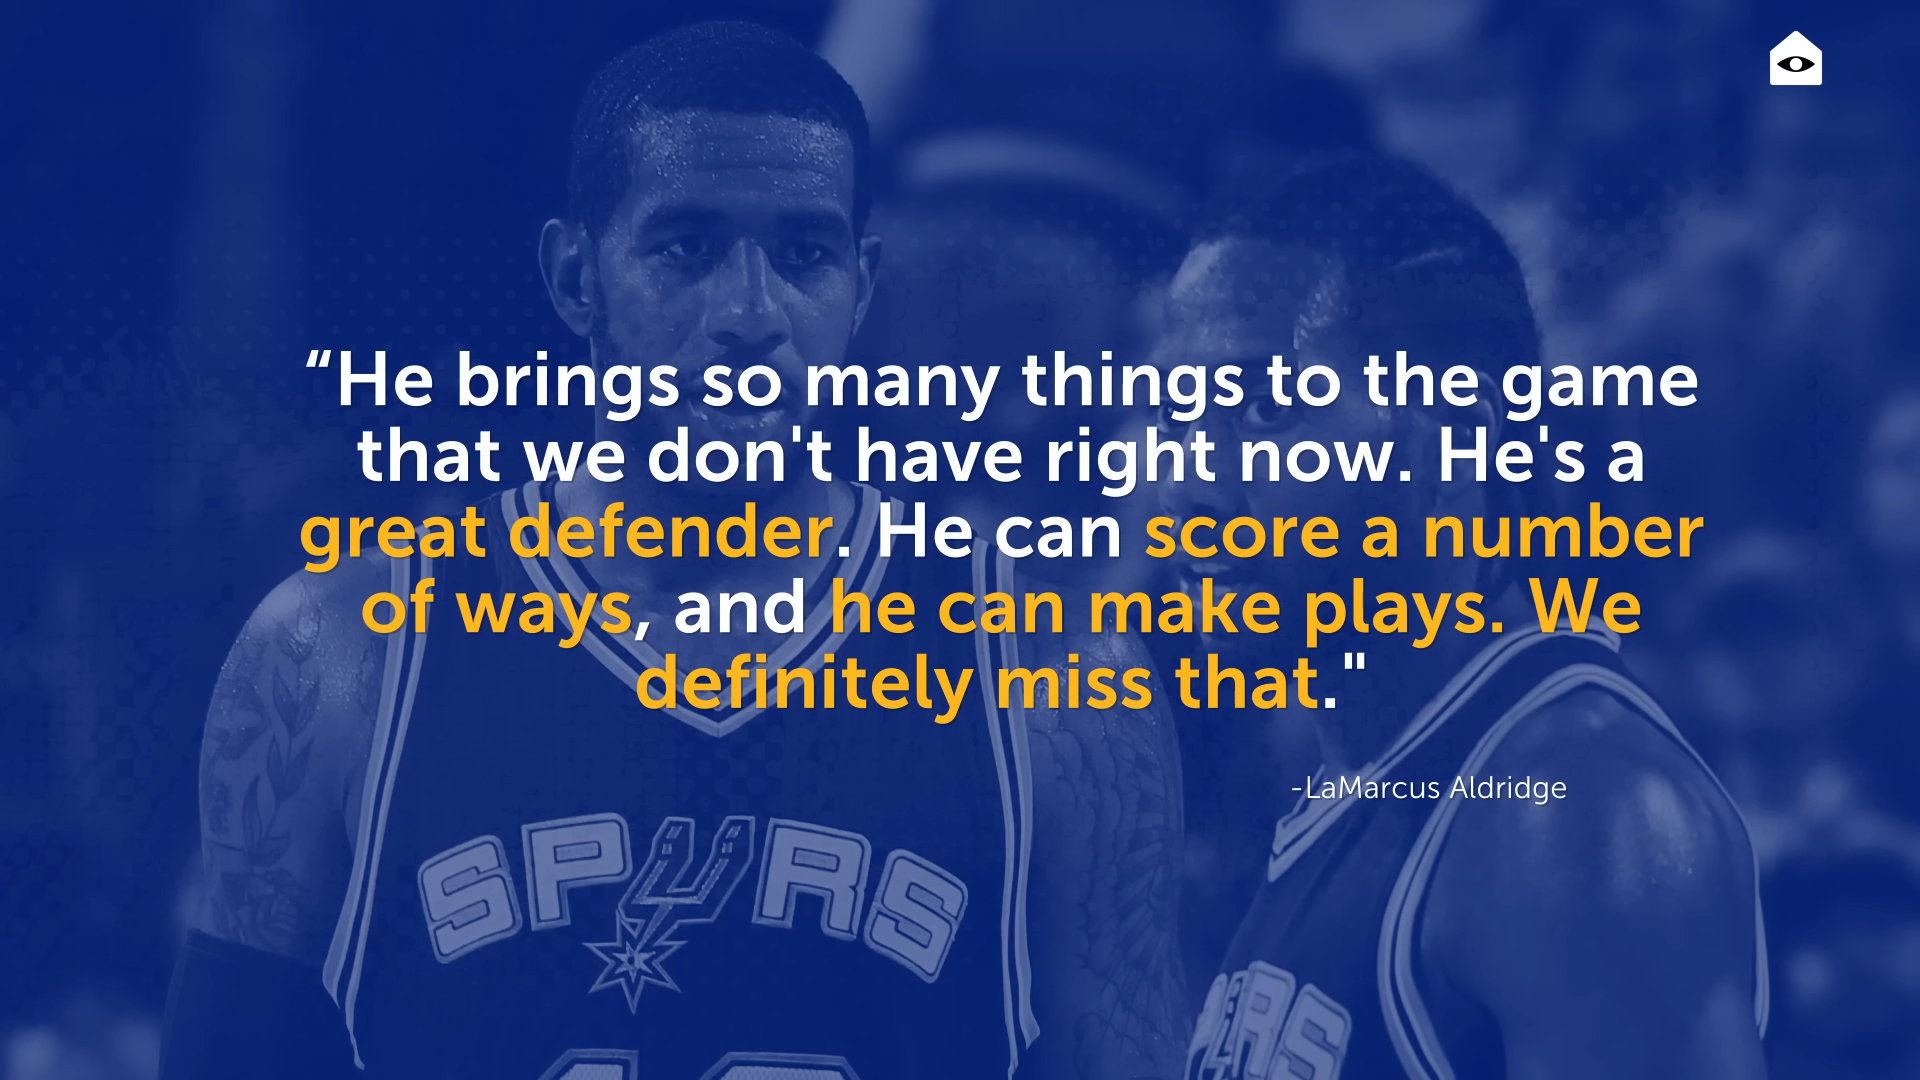 “He brings so many things to the game
that we don't have right now. He's a
great defender. He can score a number
of ways, and he can make plays. We
definitely miss that."
-LaMarcus Aldridge
SPURS